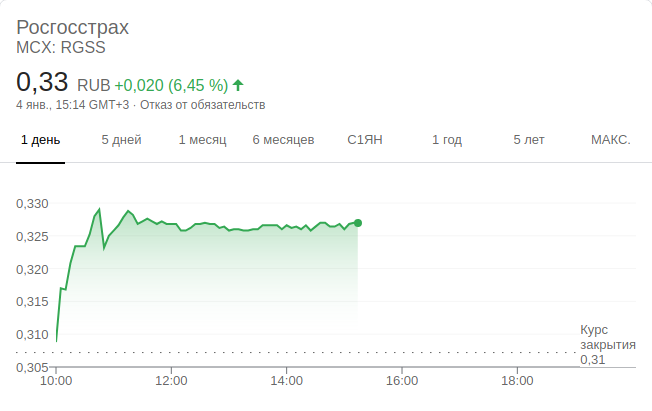 Росгосстрах
MCX: RGSS
0,33 RUB +0,020 (6,45 %)
4 янв., 15:14 GMT+3 · Отказ от обязательств
1 день 5 дней 1 месяц 6 месяцев С1ЯН 1 год 5 лет МАКС.
0,330
0,325
0,320
0,315
0,310
0,305
Курс
закрытия
0,31
10:00 12:00 14:00 16:00 18:00